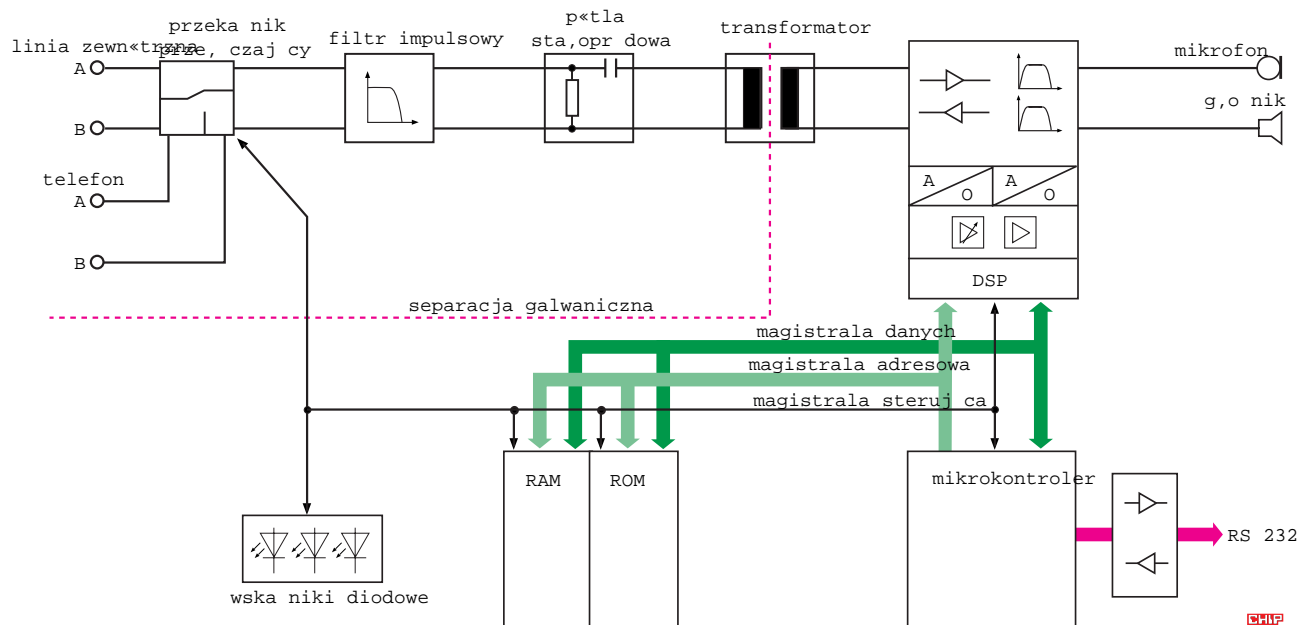 przeka nik
prze, czaj cy
linia zewn«trzna
A
B
telefon
A
B
filtr impulsowy
p«tla
sta,opr dowa
transformator
mikrofon
g,o nik
A
O
A
O
DSP
separacja galwaniczna
magistrala danych
magistrala adresowa
magistrala steruj ca
RAM
ROM
mikrokontroler
RS 232
wska niki diodowe
CHIP